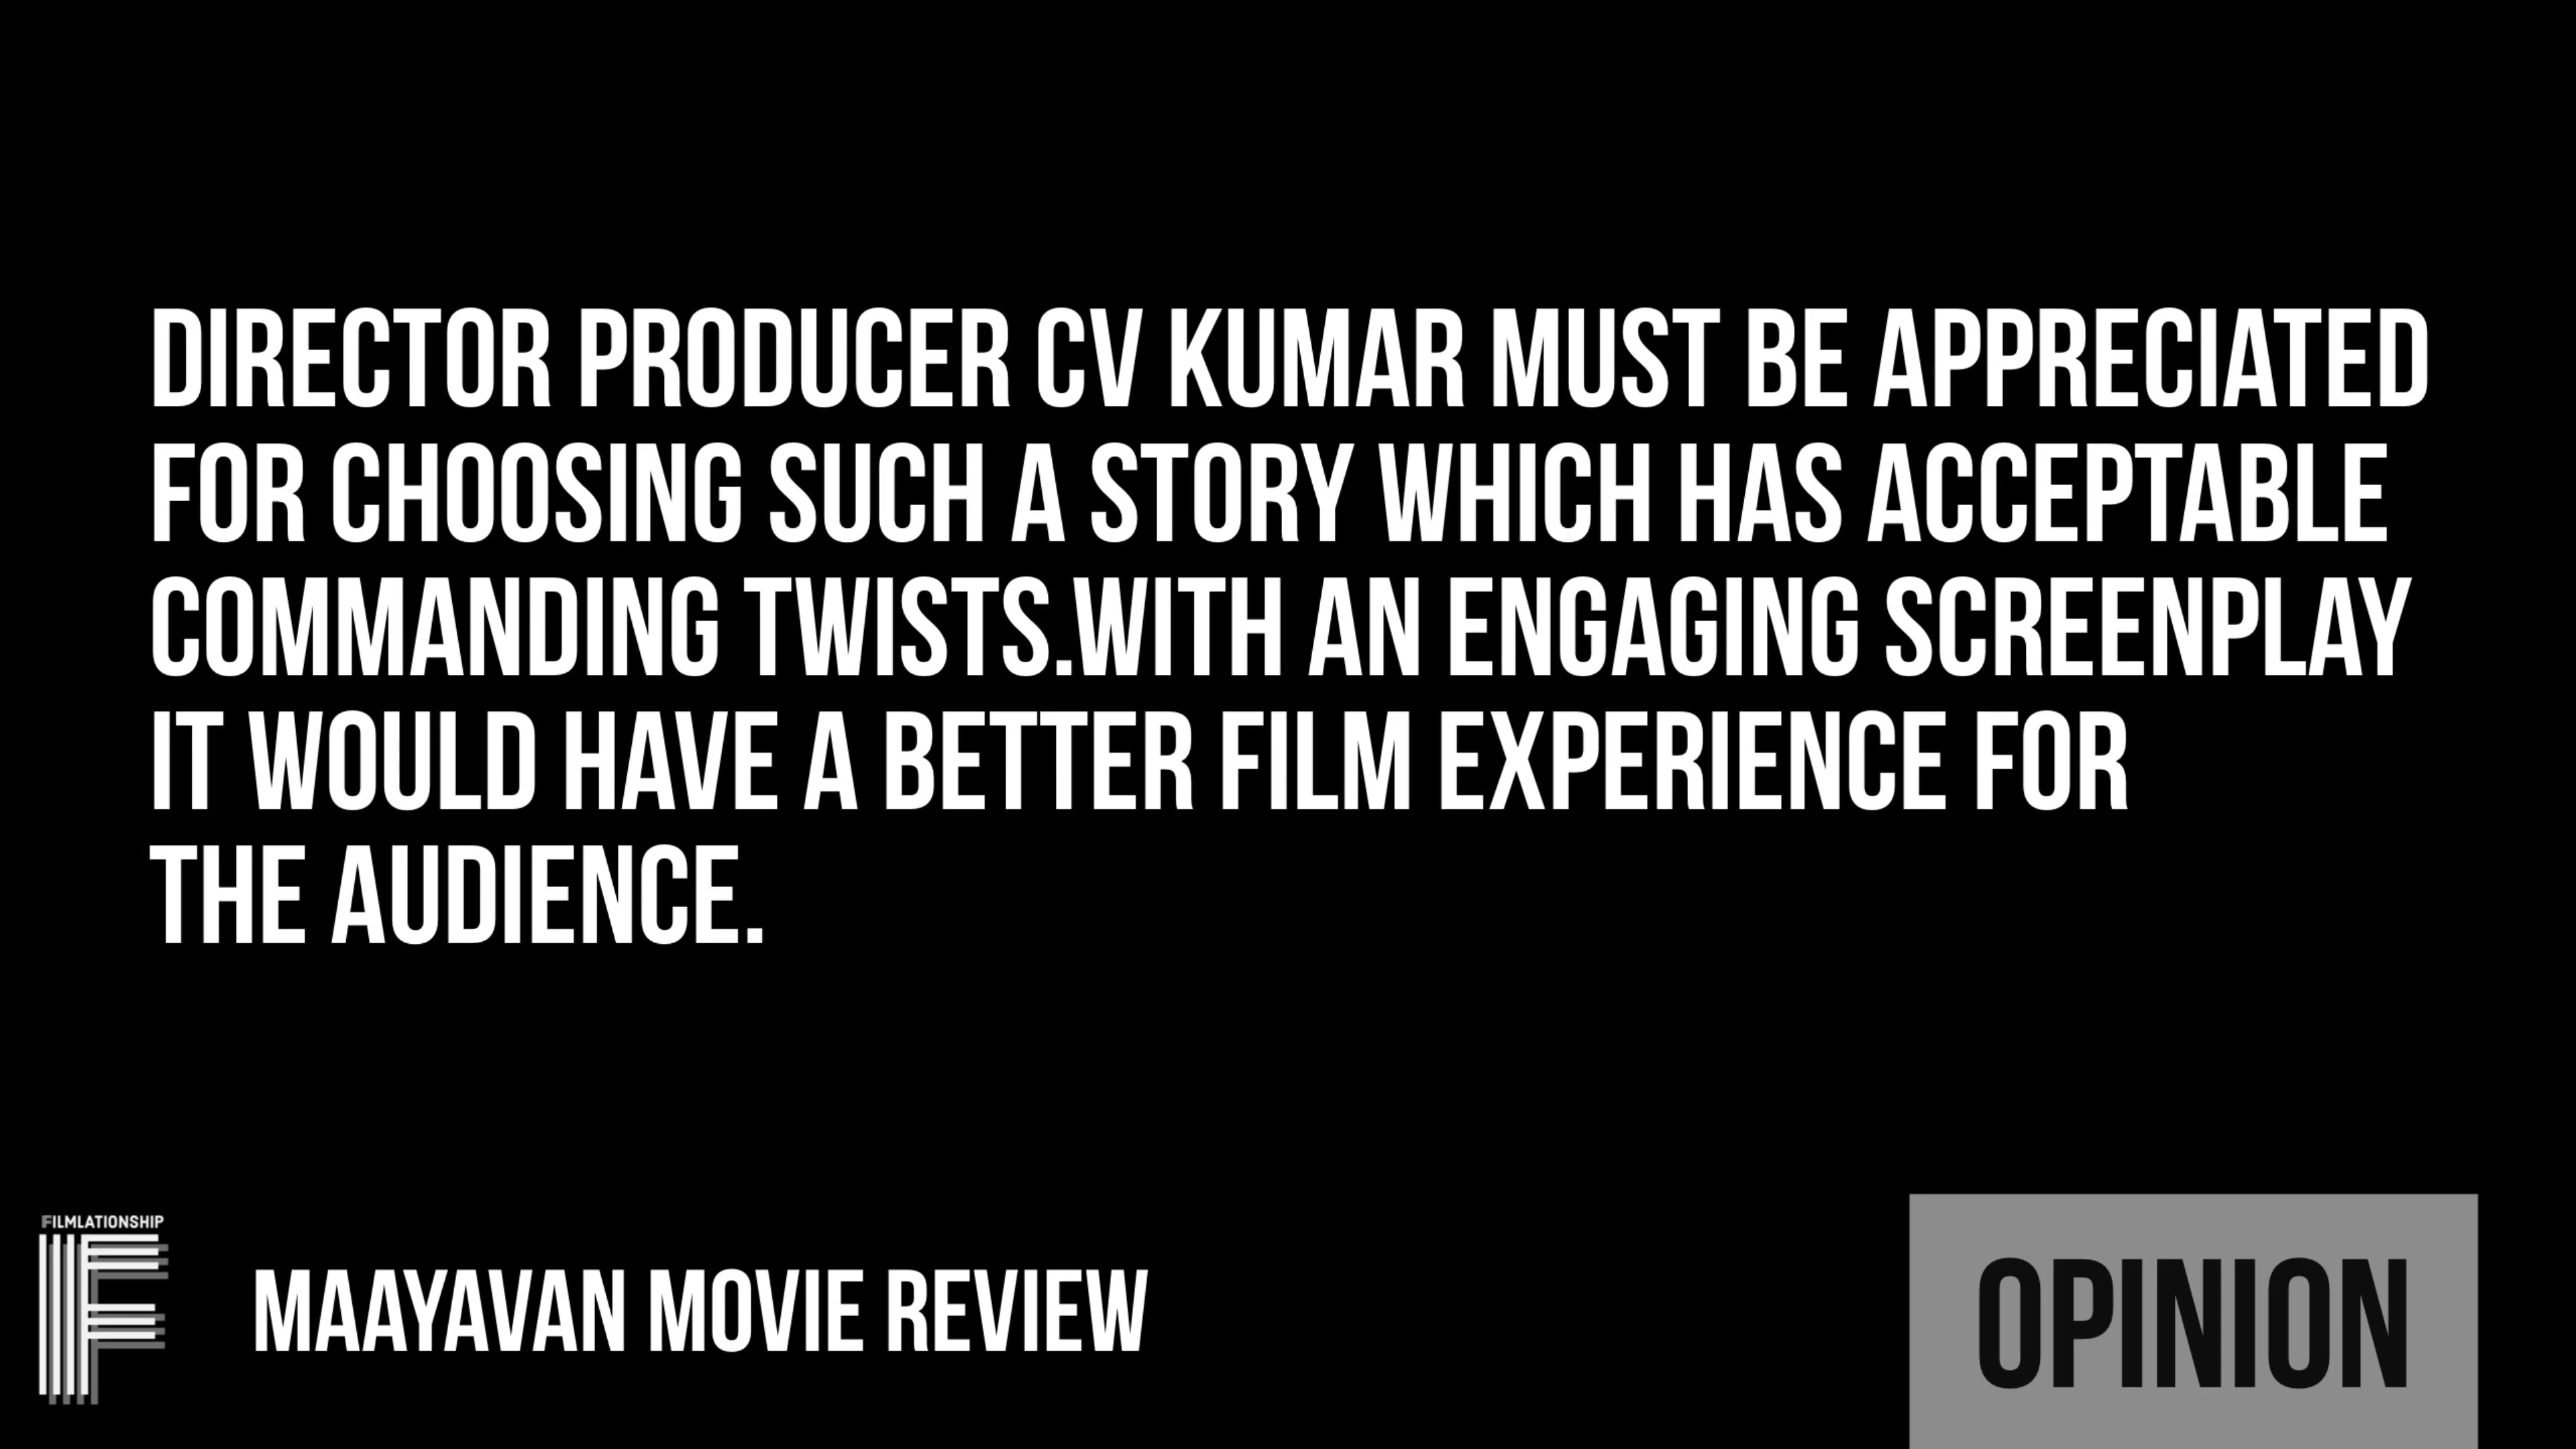 DIRECTOR PRODUCER CV KUMAR MUST BE APPRECIATED
FOR CHOOSING SUCH A STORY WHICH HAS ACCEPTABLE
COMMANDING TWISTS.WITH AN ENGAGING SCREENPLAY
IT WOULD HAVE A BETTER FILM EXPERIENCE FOR
THE AUDIENCE.
FILMLATIONSHIP
MAAYAVAN MOVIE REVIEW
OPINION